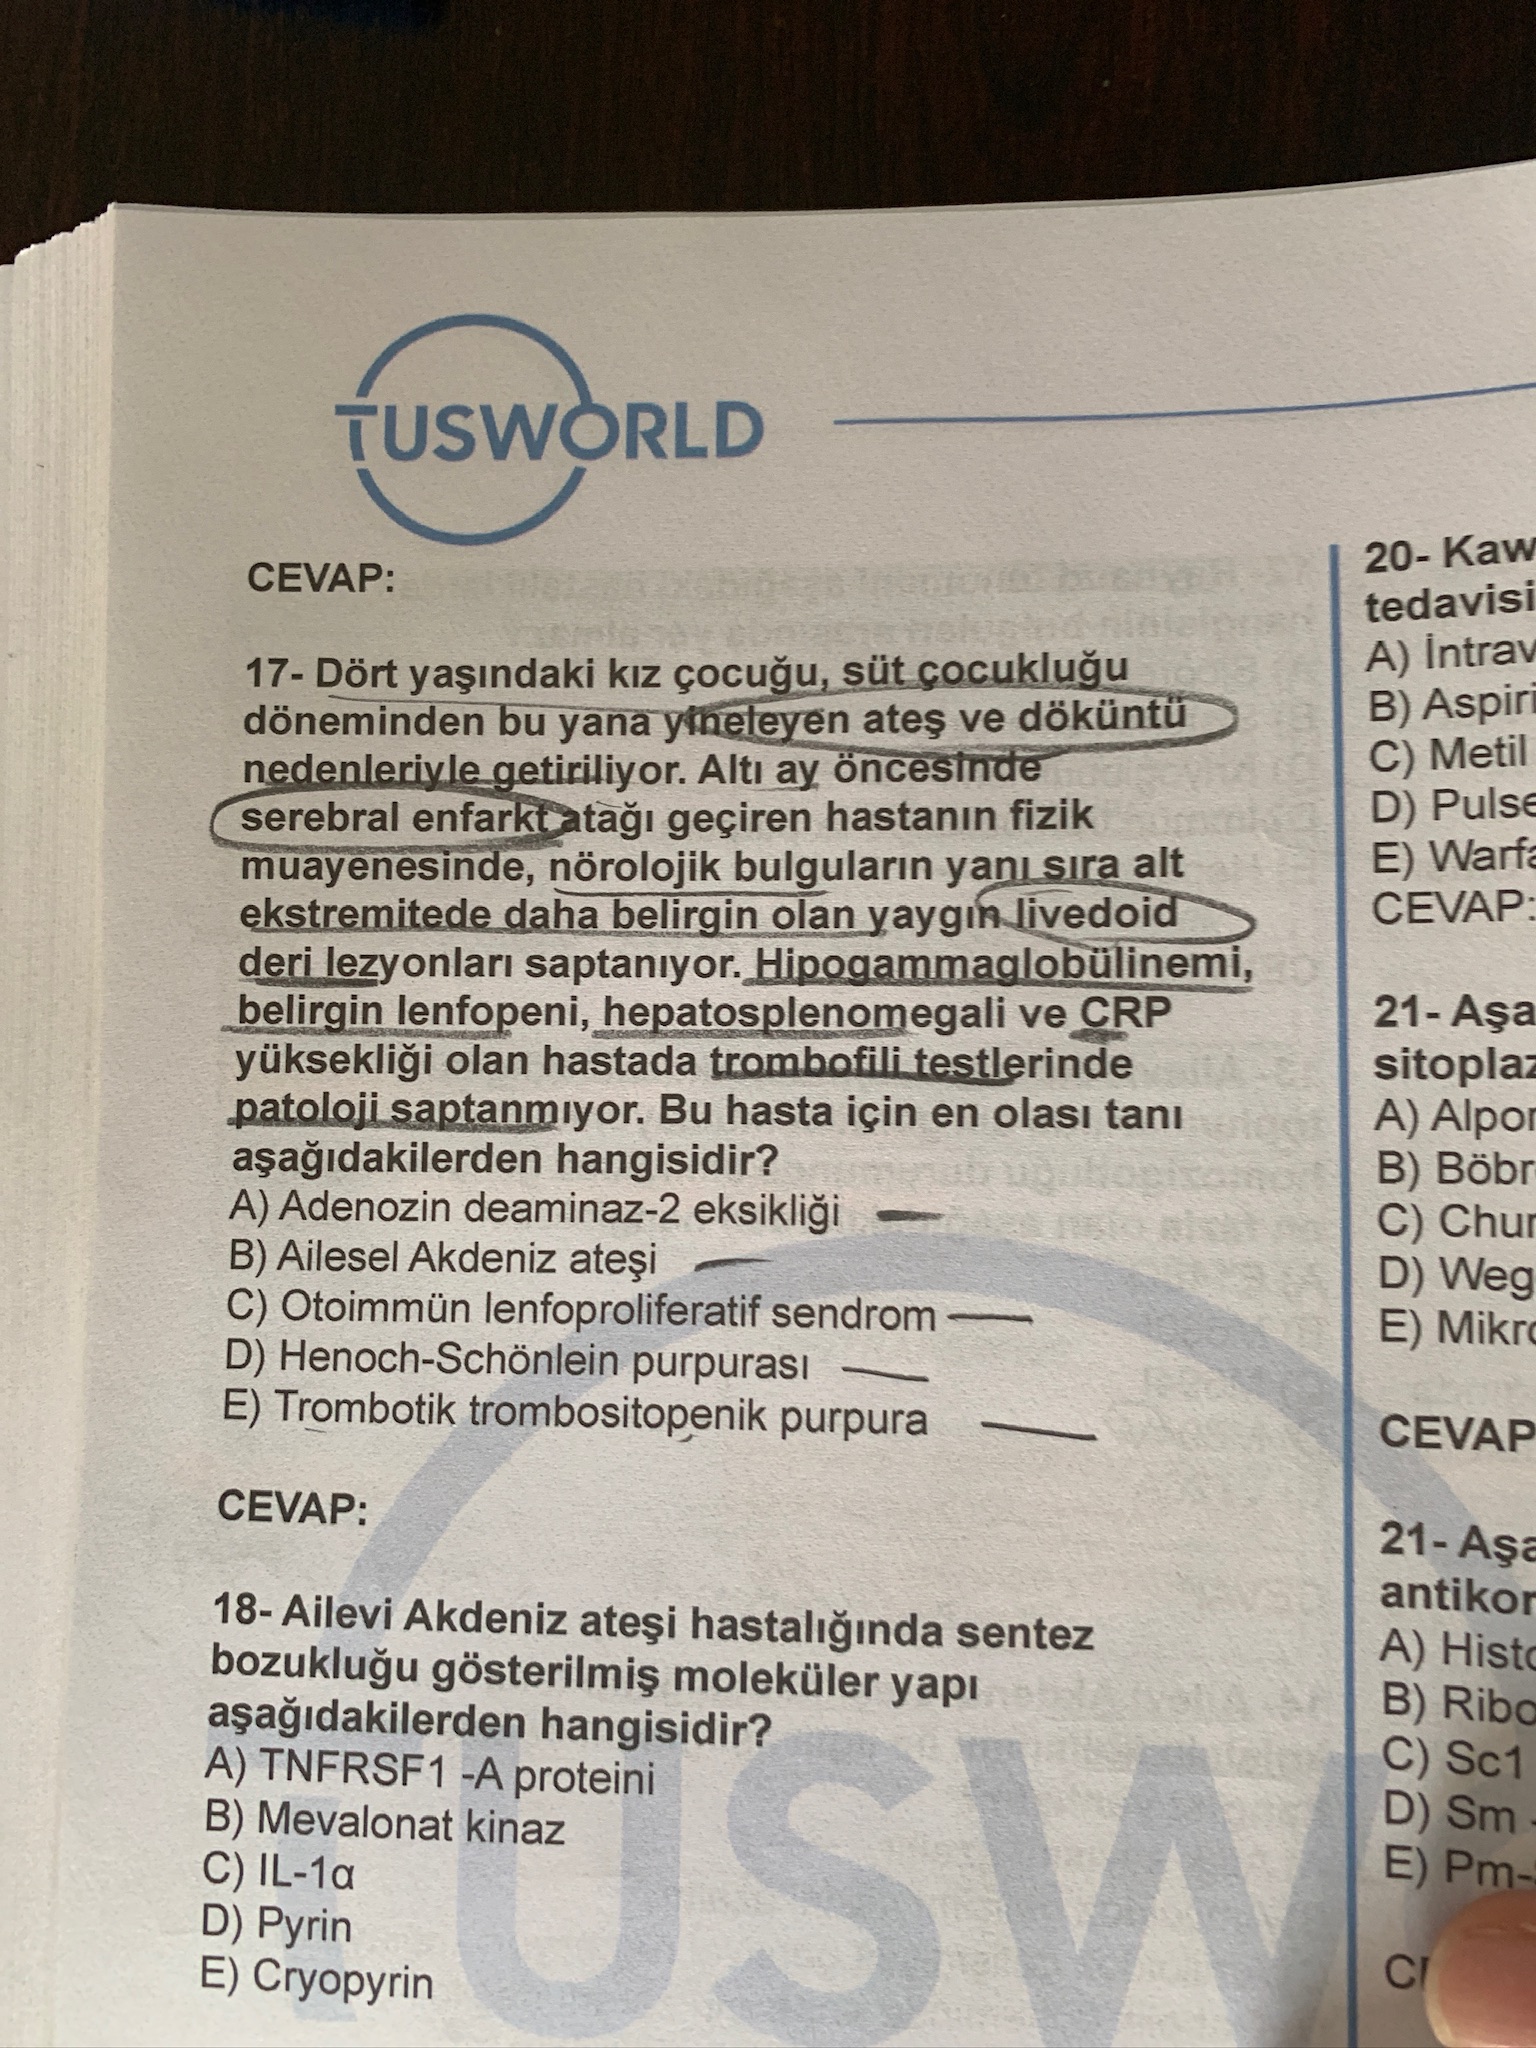 TUSWORLD
CEVAP:
17- Dört yaşındaki kız çocuğu, süt çocukluğu
döneminden bu yana yineleyen ateş ve döküntü
nedenleriyle getiriliyor. Altı ay öncesinde
serebral enfarkt atağı geçiren hastanın fizik
muayenesinde, nörolojik bulguların yanı sıra alt
ekstremitede daha belirgin olan yaygın livedoid
deri lezyonları saptanıyor. Hipogammaglobülinemi,
belirgin lenfopeni, hepatosplenomegali ve CRP
yüksekliği olan hastada trombofili testlerinde
patoloji saptanmıyor. Bu hasta için en olası tanı
aşağıdakilerden hangisidir?
A) Adenozin deaminaz-2 eksikliği
B) Ailesel Akdeniz ateşi
C) Otoimmün lenfoproliferatif sendrom
D) Henoch-Schönlein purpurası
E) Trombotik trombositopenik purpura
CEVAP:
18- Ailevi Akdeniz ateşi hastalığında sentez
bozukluğu gösterilmiş moleküler yapı
aşağıdakilerden hangisidir?
A) TNFRSF1 -A proteini
B) Mevalonat kinaz
C) IL-1α
D) Pyrin
E) Cryopyrin
20- Kaw
tedavisi
A) İntrav
B) Aspiri
C) Metil
D) Pulse
E) Warfa
CEVAP:
21- Aşa
sitoplaz
A) Alpor
B) Böbr
C) Chur
D) Weg
E) Mikro
CEVAP
21- Aşa
antikor
A) Histo
B) Ribo
C) Sc1
D) Sm -
E) Pm-
TUSW